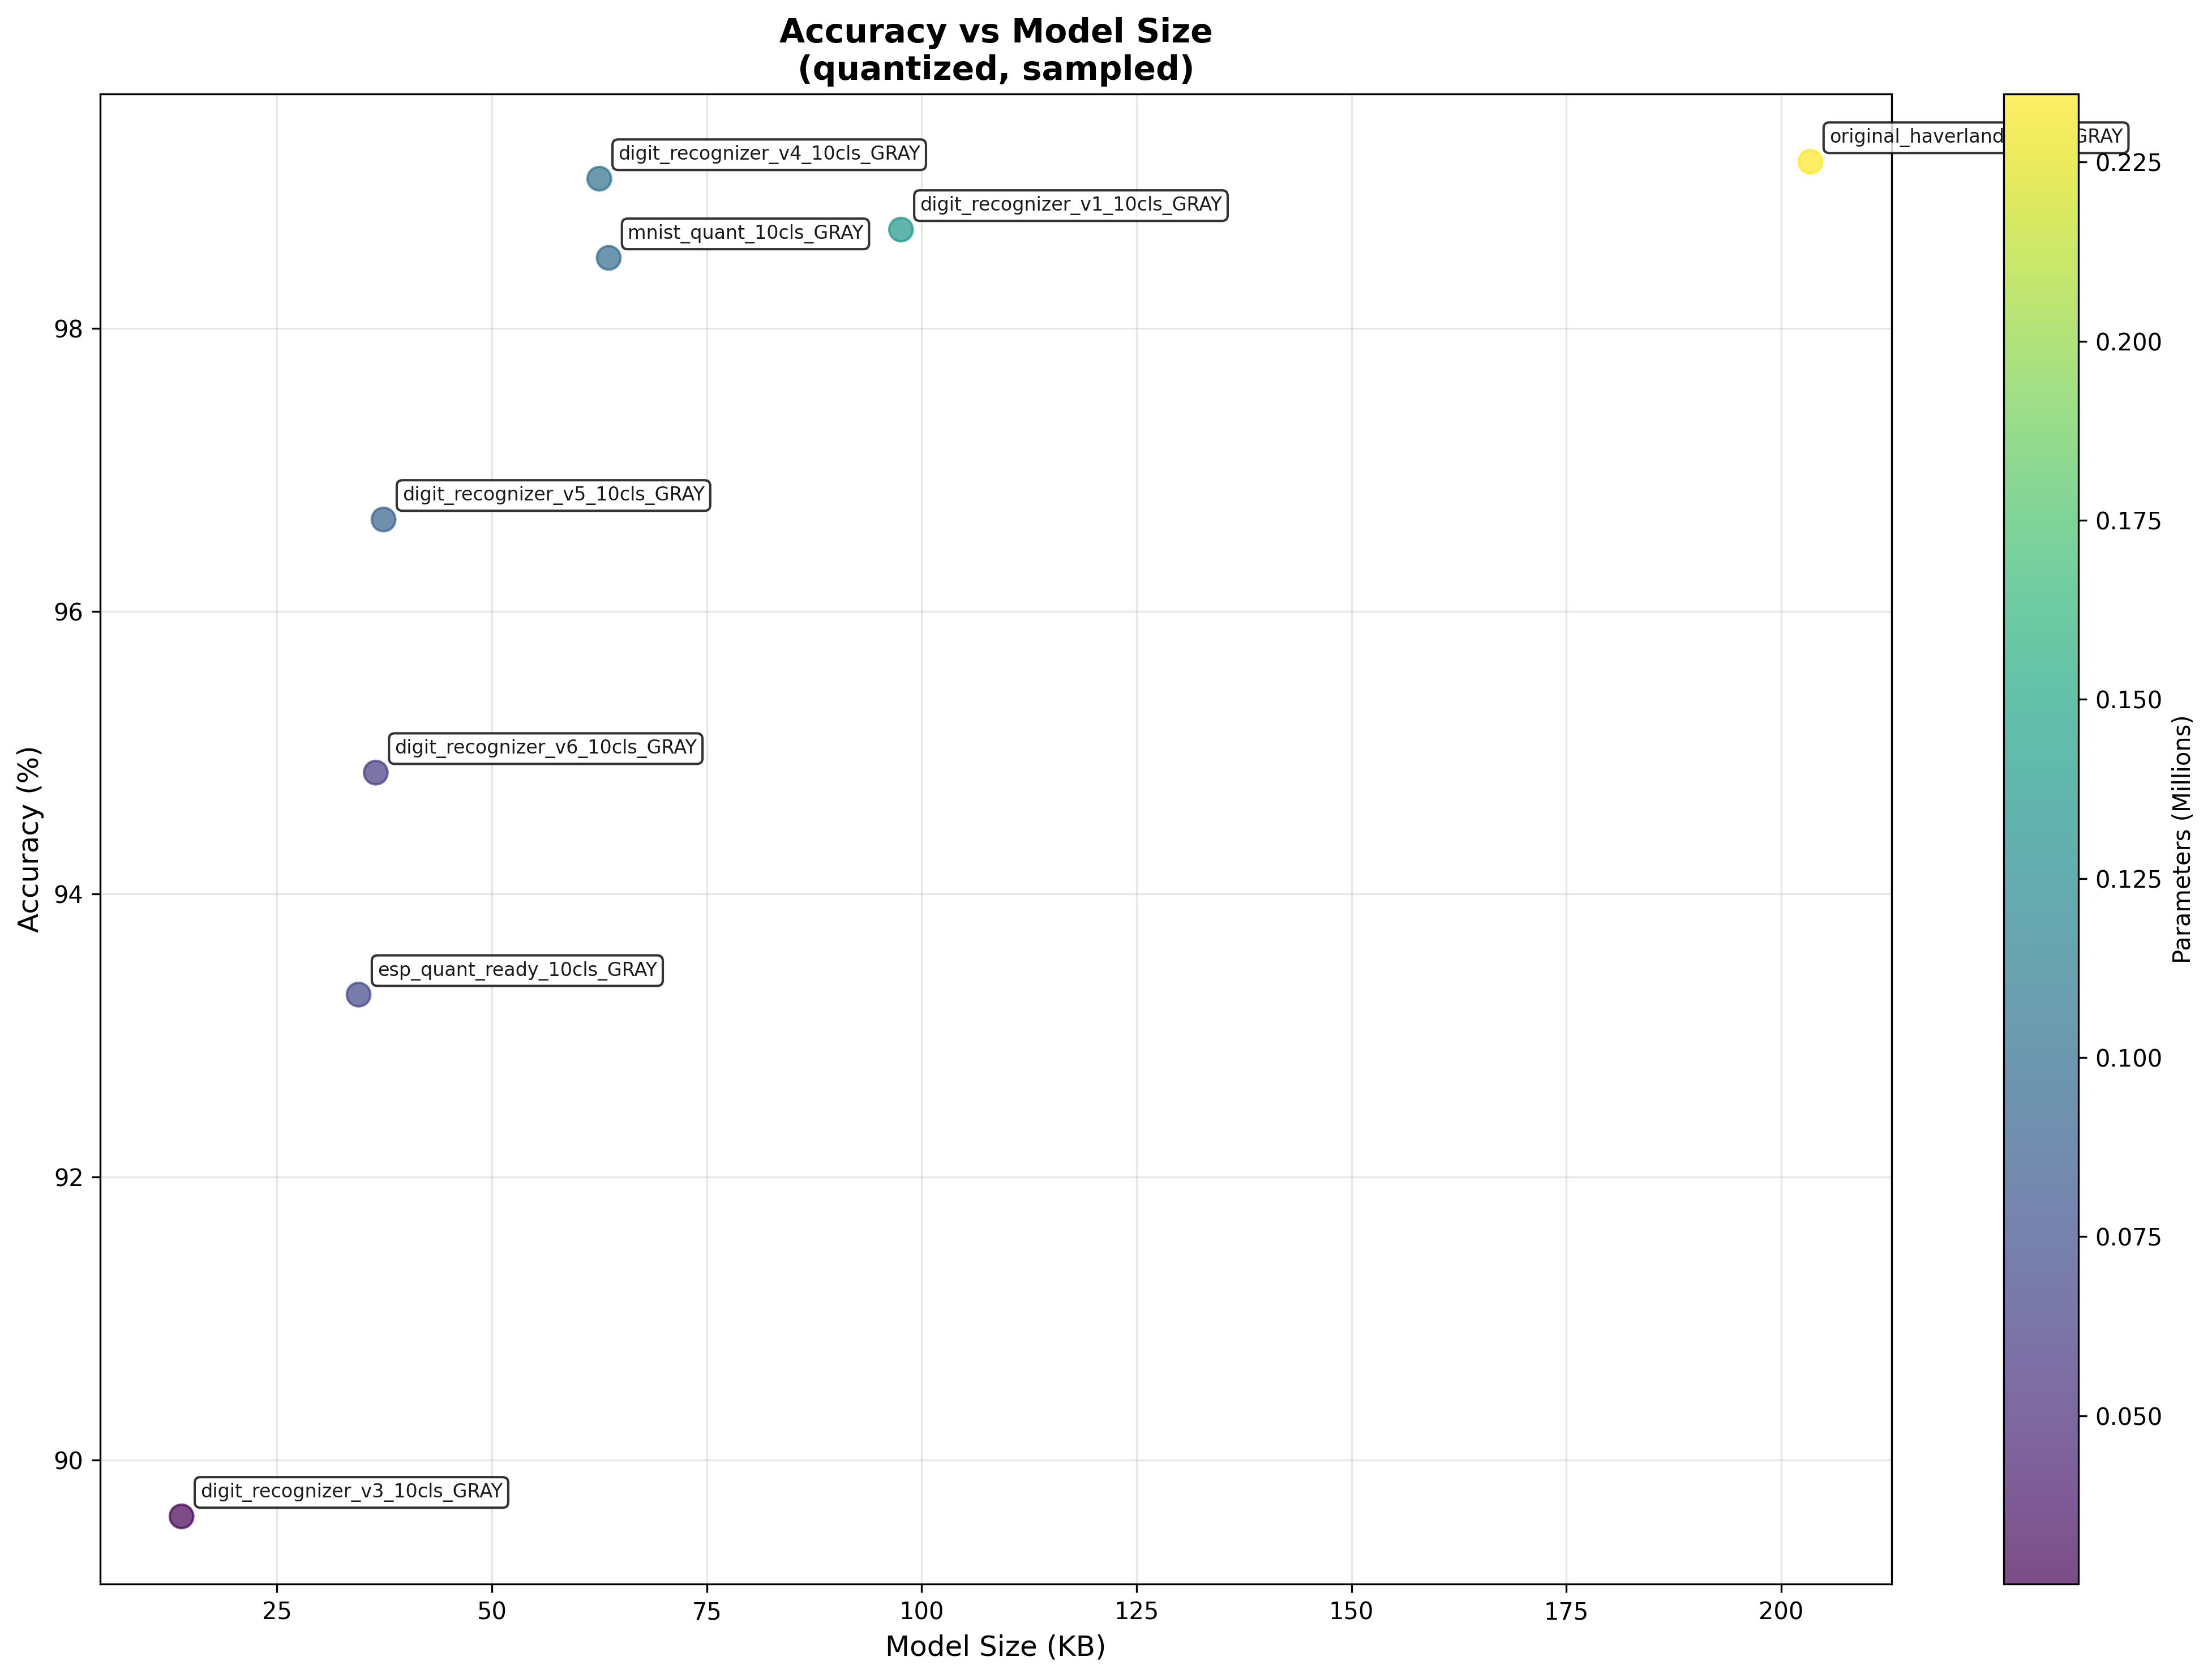 Accuracy vs Model Size
(quantized, sampled)
original_haverland
GRAY
digit_recognizer_v4_10cls_GRAY
digit_recognizer_v1_10cls_GRAY
mnist_quant_10cls_GRAY
digit_recognizer_v5_10cls_GRAY
digit_recognizer_v6_10cls_GRAY
esp_quant_ready_10cls_GRAY
digit_recognizer_v3_10cls_GRAY
98
96
94
92
90
Accuracy (%)
25 50 75 100 125 150 175 200
Model Size (KB)
0.225
0.200
0.175
0.150
0.125
0.100
0.075
0.050
Parameters (Millions)